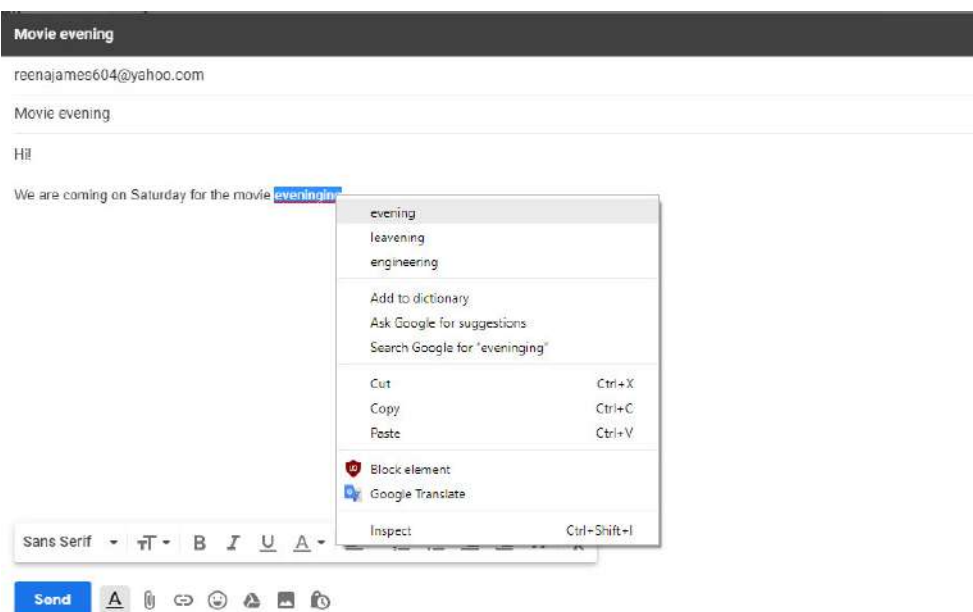 Movie evening
reenajames604@yahoo.com
Movie evening
Hi!
We are coming on Saturday for the movie eveninging
evening
leavening
engineering
Add to dictionary
Ask Google for suggestions
Search Google for "eveninging"
Cut Ctrl+X
Copy Ctrl+C
Paste Ctrl+V
Block element
Google Translate
Inspect Ctrl+Shift+I
Sans Serif TT B I U A
Send A